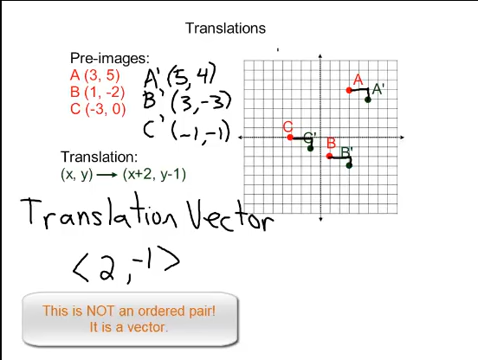 Translations
Pre-images:
A (3, 5) A' (5, 4)
B (1, -2) B' (3, -3)
C (-3, 0) C' (-1, -1)
Translation:
(x, y) ⟶ (x+2, y-1)
Translation Vector
<2, -1>
This is NOT an ordered pair!
It is a vector.
A
A'
C
C'
B
B'